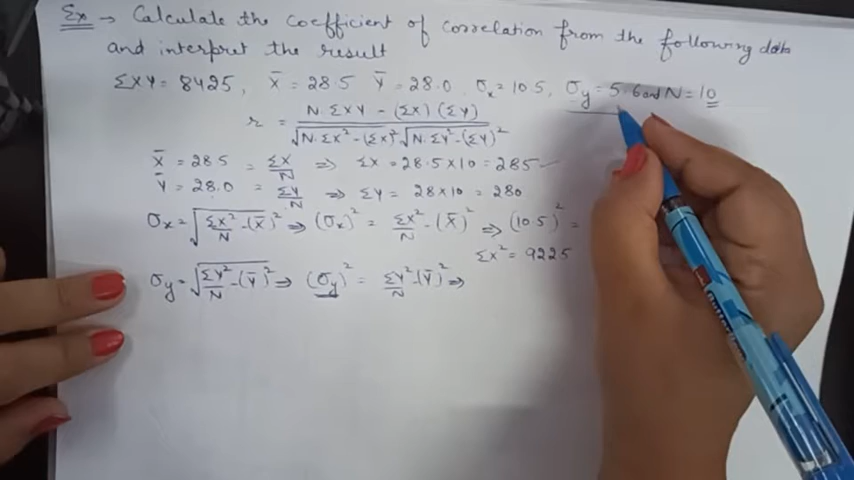 Ex → Calculate the coefficient of correlation from the following data
and interpret the result
ΣXY = 8425, X̄ = 28.5 Ȳ = 28.0 σx = 10.5, σy = 5.6 and N = 10
r = N.ΣXY - (ΣX)(ΣY) / √N.ΣX² - (ΣX)² √N.ΣY² - (ΣY)²
X̄ = 28.5 = ΣX/N ⇒ ΣX = 28.5 × 10 = 285
Ȳ = 28.0 = ΣY/N ⇒ ΣY = 28 × 10 = 280
σx = √ΣX²/N - (X̄)² ⇒ (σx)² = ΣX²/N - (X̄)² ⇒ (10.5)² =
ΣX² = 9225
σy = √ΣY²/N - (Ȳ)² ⇒ (σy)² = ΣY²/N - (Ȳ)² ⇒